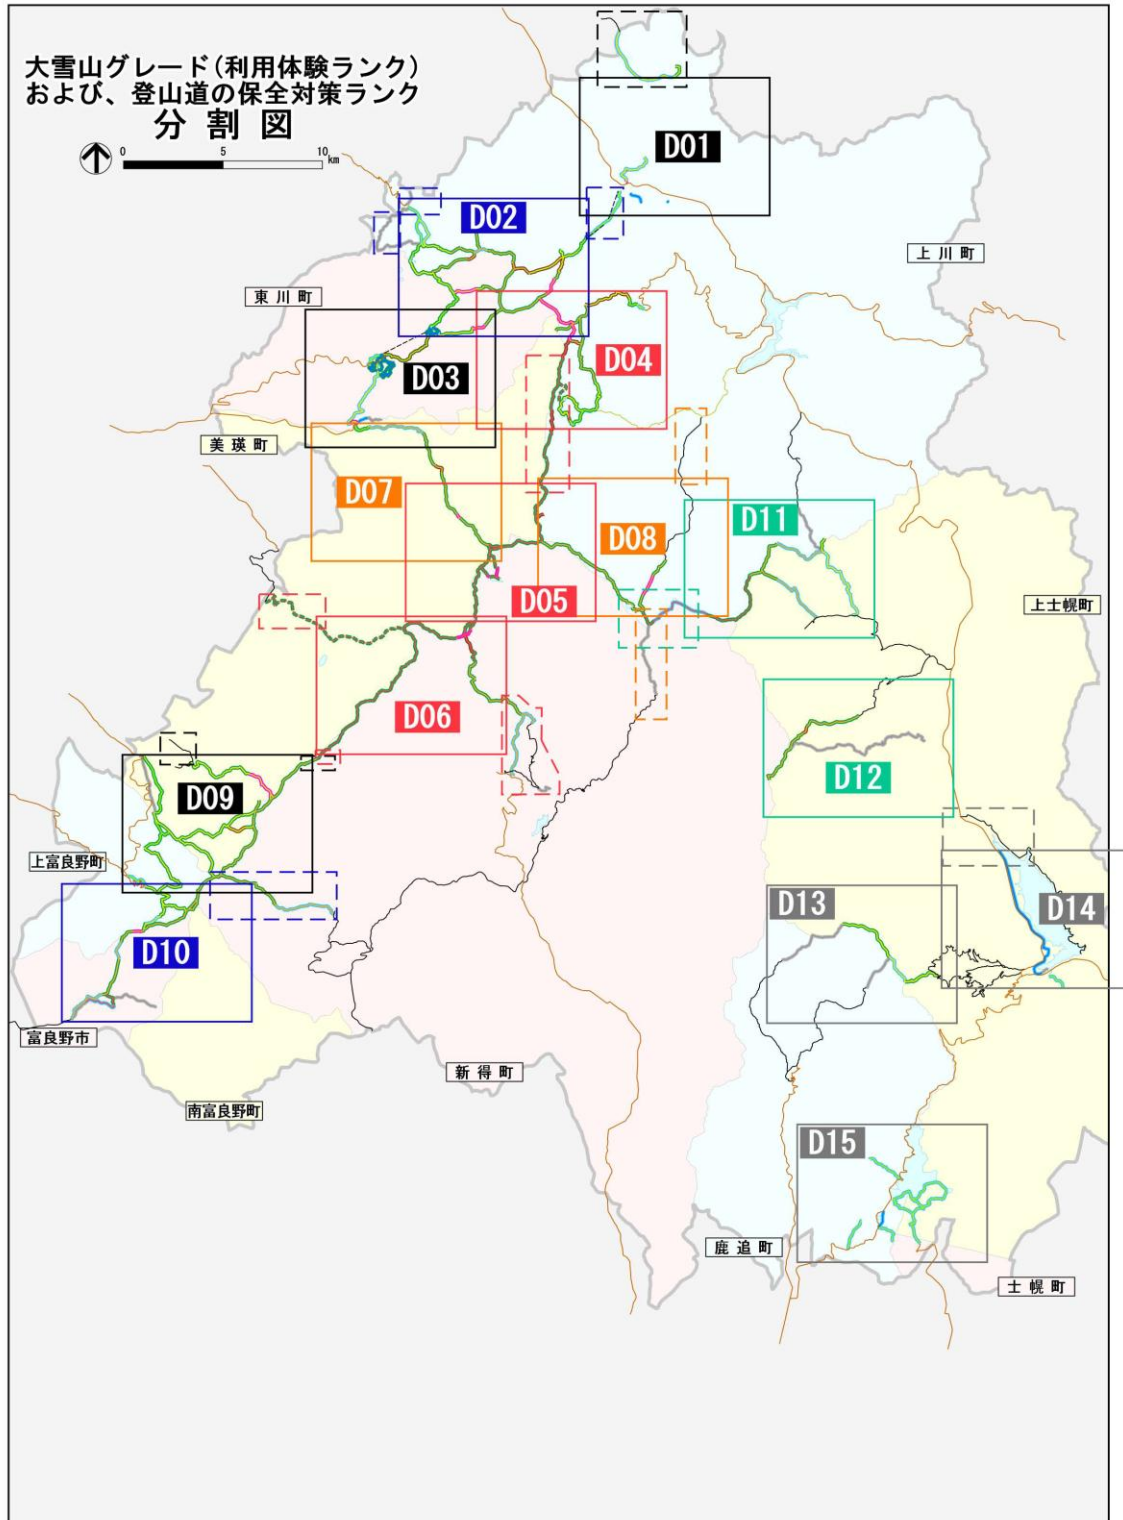 大雪山グレード(利用体験ランク)
および、登山道の保全対策ランク
分割図
0 5 10 km
D01
D02
上川町
東川町
D04
D03
美瑛町
D07
D11
D08
D05
上士幌町
D06
D12
D09
上富良野町
D13
D14
D10
富良野市
新得町
南富良野町
D15
鹿追町
士幌町